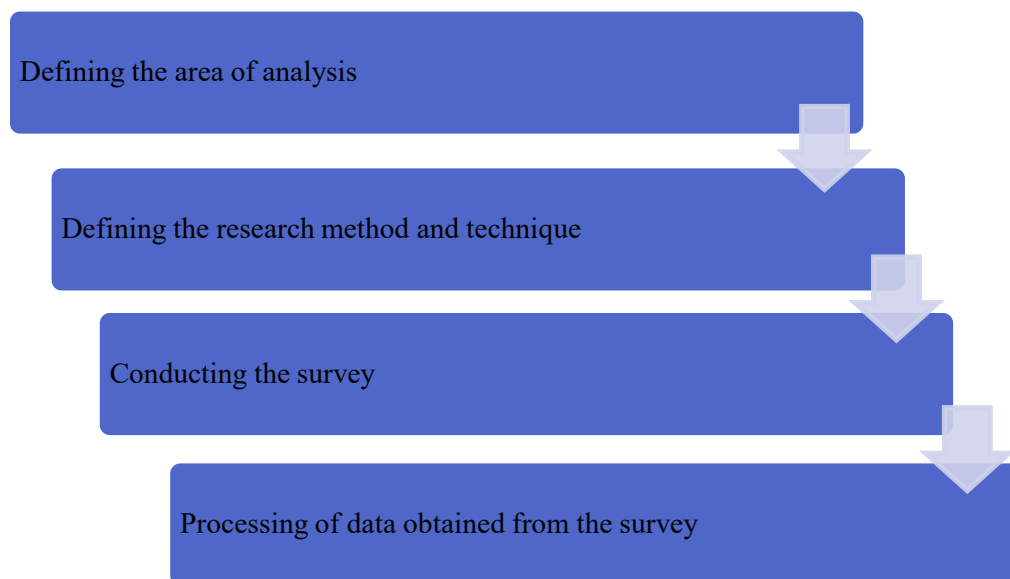 Defining the area of analysis
Defining the research method and technique
Conducting the survey
Processing of data obtained from the survey